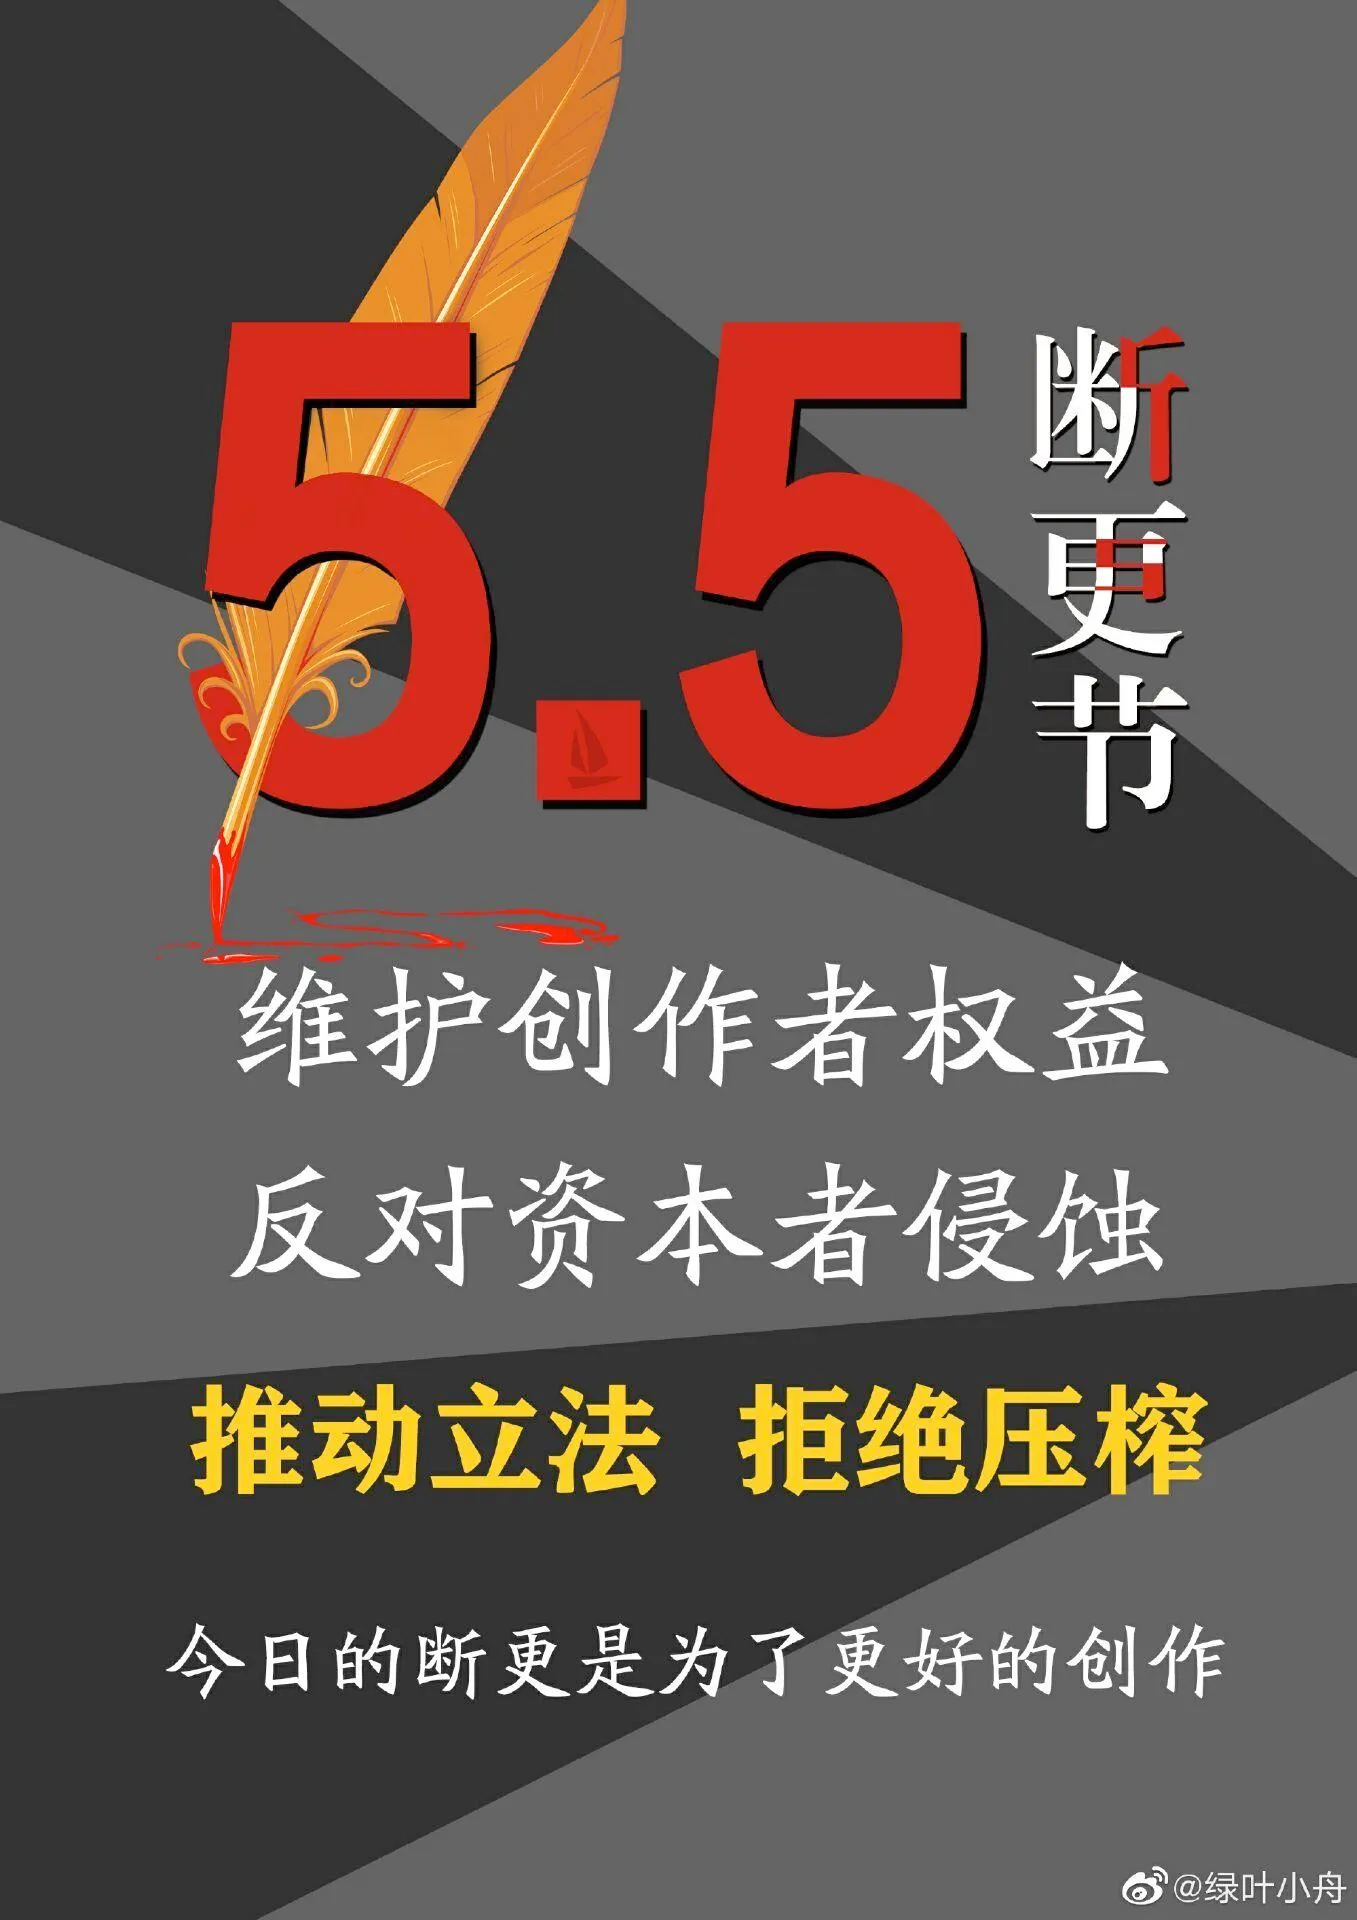 5.5
断更节
维护创作者权益
反对资本者侵蚀
推动立法 拒绝压榨
今日的断更是为了更好的创作
@绿叶小舟